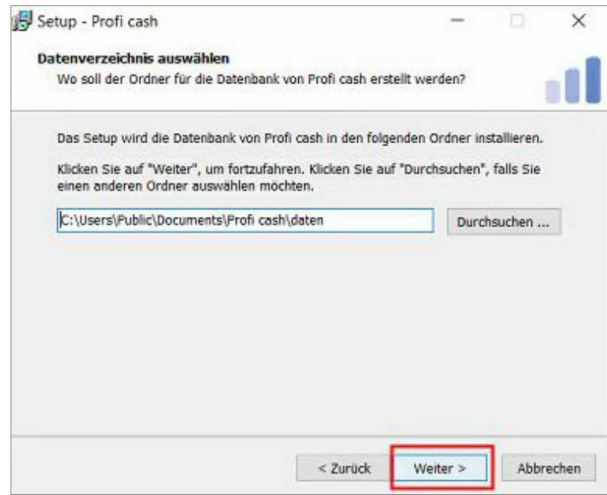 Setup - Profi cash
Datenverzeichnis auswählen
Wo soll der Ordner für die Datenbank von Profi cash erstellt werden?
Das Setup wird die Datenbank von Profi cash in den folgenden Ordner installieren.
Klicken Sie auf "Weiter", um fortzufahren. Klicken Sie auf "Durchsuchen", falls Sie
einen anderen Ordner auswählen möchten.
C:\Users\Public\Documents\Profi cash\daten
Durchsuchen ...
< Zurück
Weiter >
Abbrechen